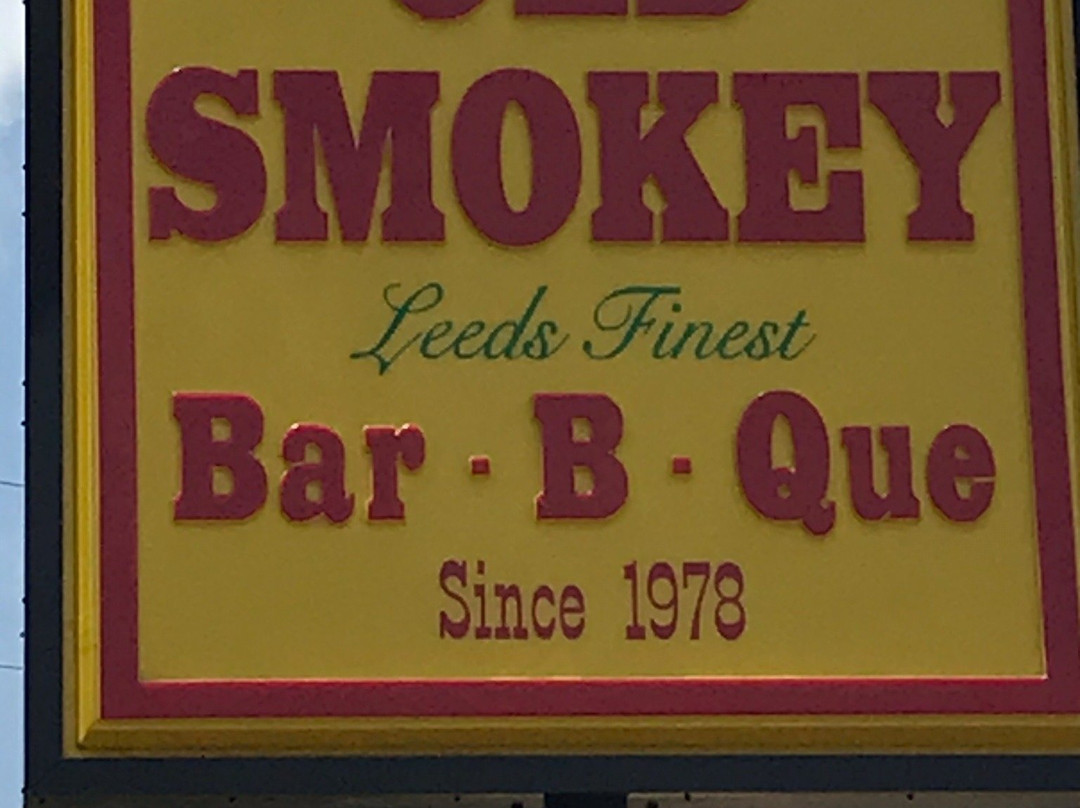 SMOKEY
Leeds Finest
Bar · B · Que
Since 1978